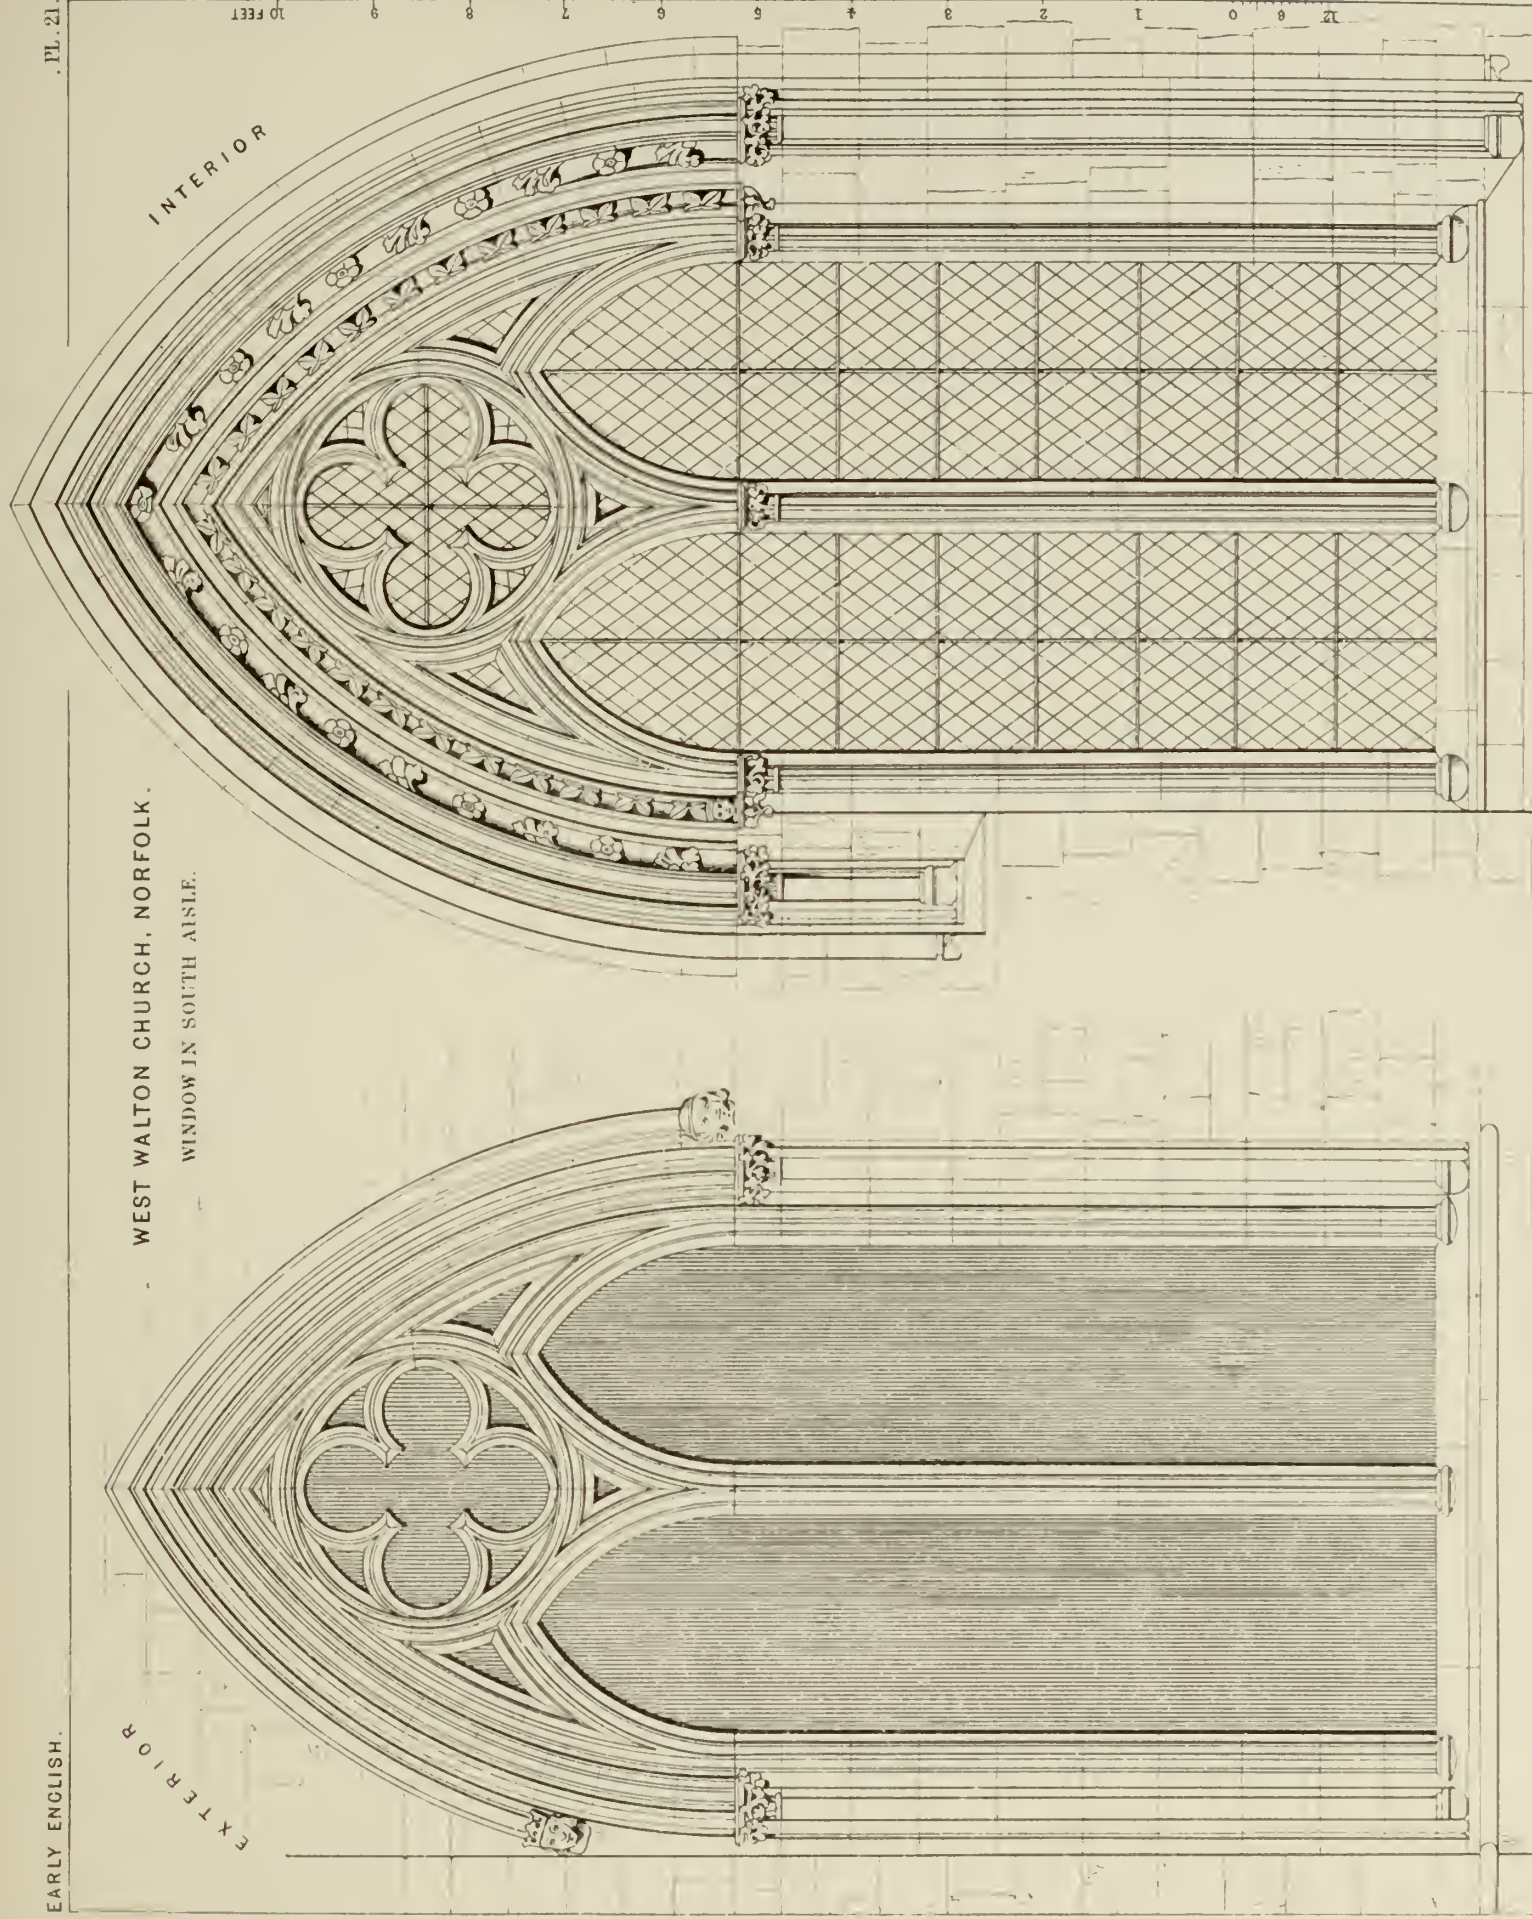 EARLY ENGLISH.
. PL. 21.
WEST WALTON CHURCH, NORFOLK.
WINDOW IN SOUTH AISLE.
EXTERIOR
INTERIOR
12 6 0 1 2 3 4 5 6 7 8 9 10 FEET